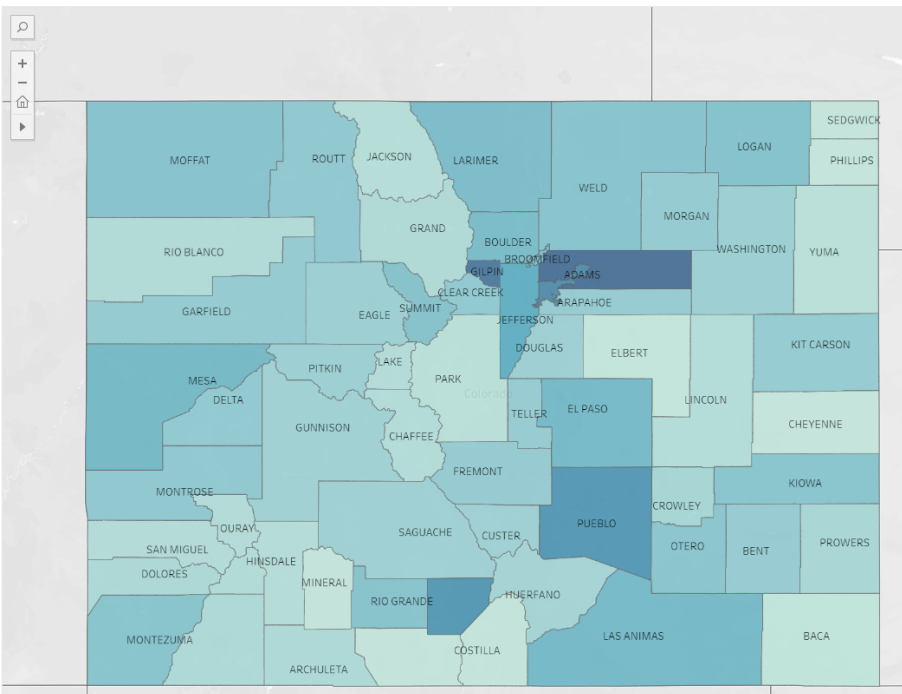 SEDGWICK
MOFFAT
ROUTT
JACKSON
LARIMER
LOGAN
PHILLIPS
WELD
MORGAN
GRAND
BOULDER
WASHINGTON
YUMA
RIO BLANCO
BROOMFIELD
GILPIN
ADAMS
CLEAR CREEK
ARAPAHOE
GARFIELD
EAGLE
SUMMIT
JEFFERSON
DOUGLAS
ELBERT
KIT CARSON
LAKE
PITKIN
MESA
PARK
Colorado
DELTA
LINCOLN
TELLER
EL PASO
CHEYENNE
GUNNISON
CHAFFEE
FREMONT
KIOWA
MONTROSE
CROWLEY
OURAY
SAGUACHE
CUSTER
PUEBLO
SAN MIGUEL
OTERO
BENT
PROWERS
HINSDALE
DOLORES
MINERAL
RIO GRANDE
HUERFANO
MONTEZUMA
LAS ANIMAS
BACA
COSTILLA
ARCHULETA